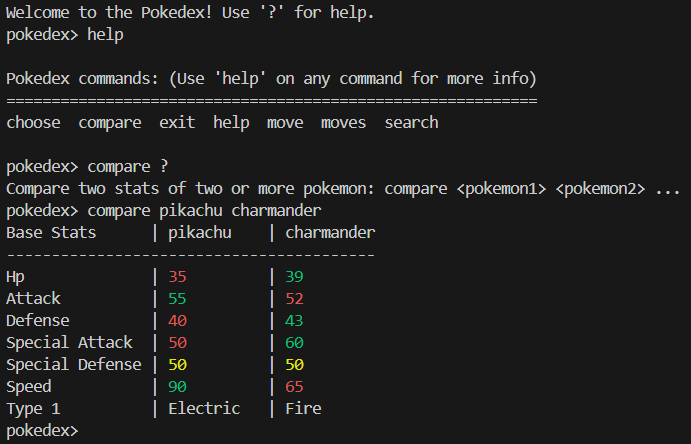 Welcome to the Pokedex! Use '?' for help.
pokedex> help
Pokedex commands: (Use 'help' on any command for more info)
===========================================================
choose  compare  exit  help  move  moves  search
pokedex> compare ?
Compare two stats of two or more pokemon: compare <pokemon1> <pokemon2> ...
pokedex> compare pikachu charmander
Base Stats      | pikachu    | charmander
-----------------------------------------
Hp              | 35         | 39
Attack          | 55         | 52
Defense         | 40         | 43
Special Attack  | 50         | 60
Special Defense | 50         | 50
Speed           | 90         | 65
Type 1          | Electric   | Fire
pokedex>